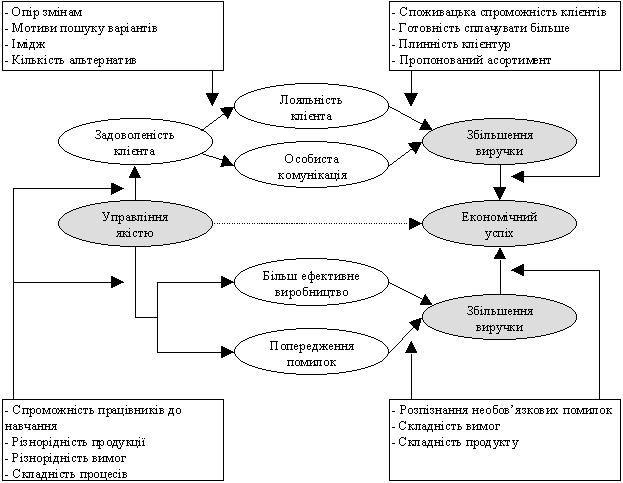 - Опір змінам
- Мотиви пошуку варіантів
- Імідж
- Кількість альтернатив
- Споживацька спроможність клієнтів
- Готовність сплачувати більше
- Плинність клієнтур
- Пропонований асортимент
Лояльність
клієнта
Задоволеність
клієнта
Збільшення
виручки
Особиста
комунікація
Управління
якістю
Економічний
успіх
Більш ефективне
виробництво
Збільшення
виручки
Попередження
помилок
- Спроможність працівників до
навчання
- Різнорідність продукції
- Різнорідність вимог
- Складність процесів
- Розпізнання необов’язкових помилок
- Складність вимог
- Складність продукту